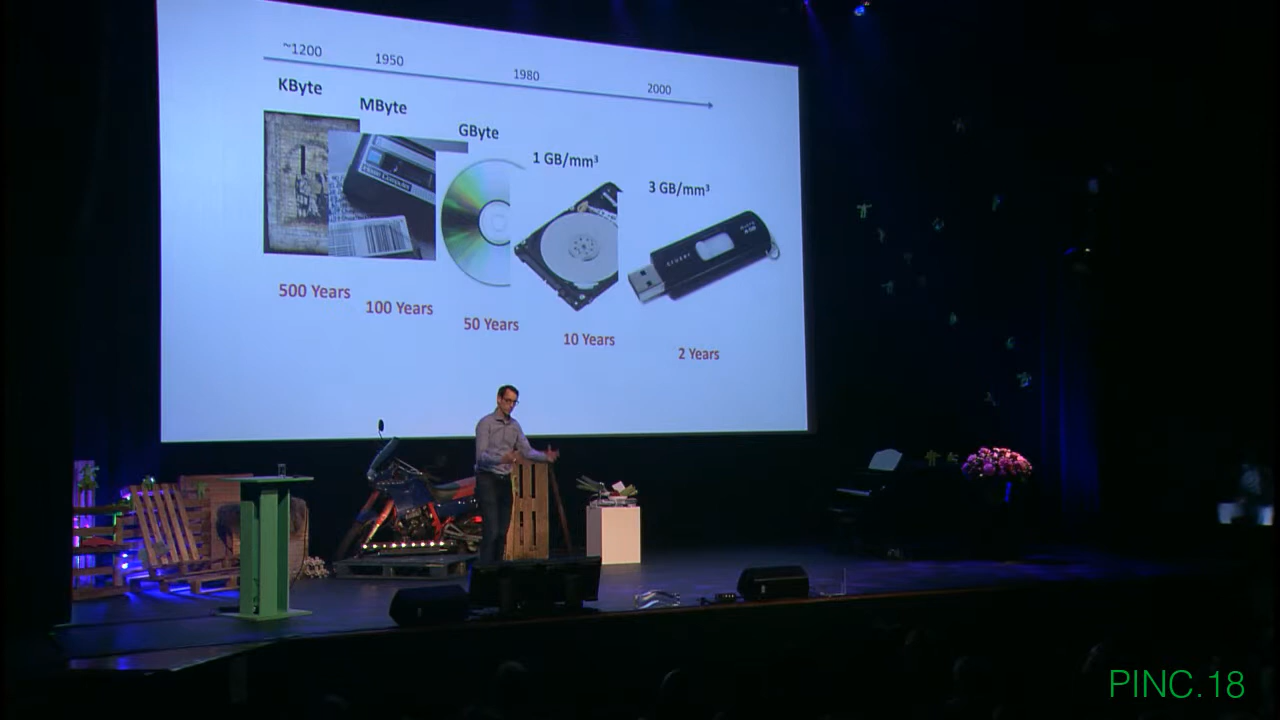 ~1200
1950
1980
2000
KByte
MByte
GByte
1 GB/mm³
3 GB/mm³
500 Years
100 Years
50 Years
10 Years
2 Years
PINC.18